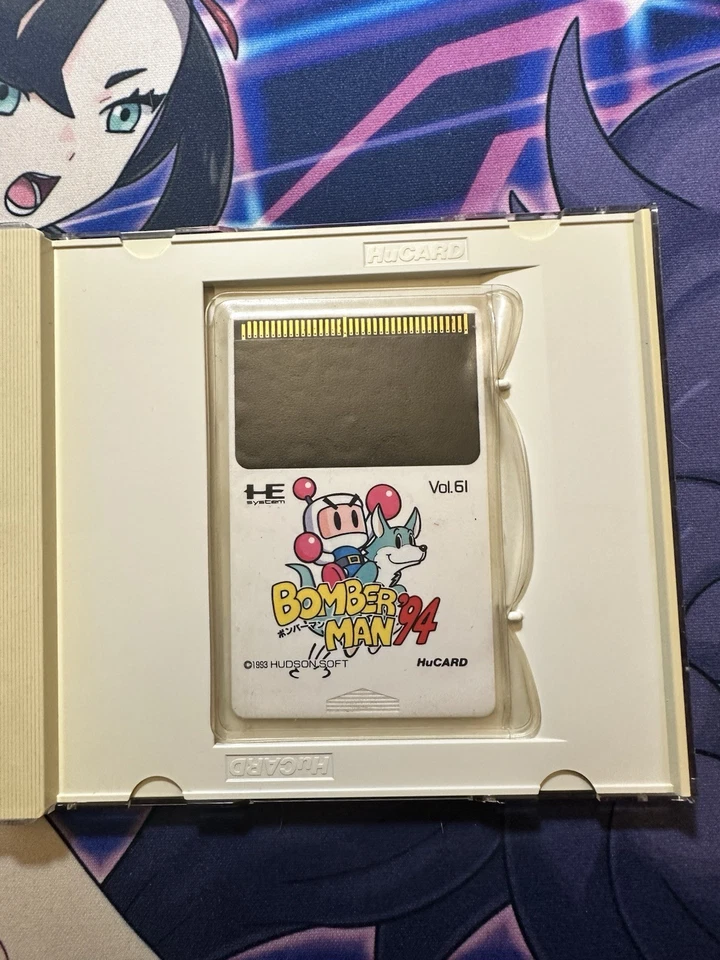 HuCARD
HE
system
Vol.61
BOMBER
ボンバーマン
MAN '94
©1993 HUDSON SOFT
HuCARD
HuCARD